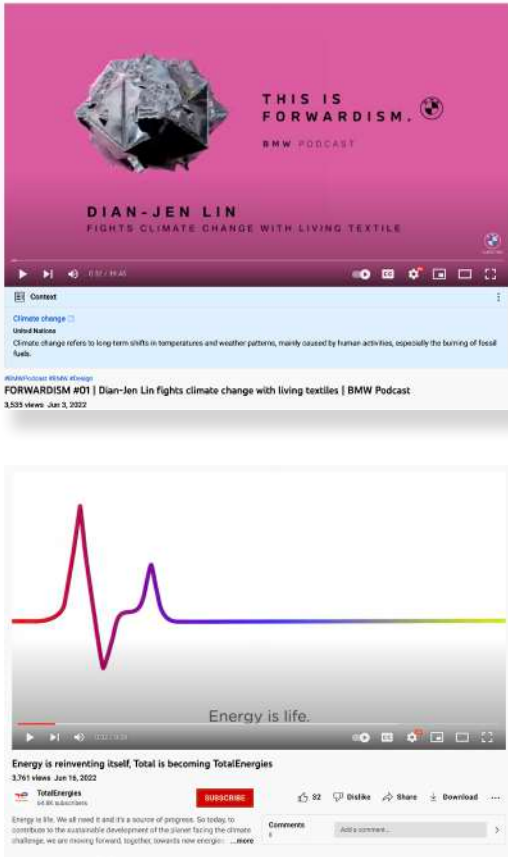 THIS IS
FORWARDISM.
BMW PODCAST
DIAN-JEN LIN
FIGHTS CLIMATE CHANGE WITH LIVING TEXTILE
Context
Climate change
United Nations
Climate change refers to long-term shifts in temperatures and weather patterns, mainly caused by human activities, especially the burning of fossil
fuels.
#BMWPodcast #BMW #Design
FORWARDISM #01 | Dian-Jen Lin fights climate change with living textiles | BMW Podcast
3,535 views Jun 3, 2022
Energy is life.
Energy is reinventing itself, Total is becoming TotalEnergies
3,761 views Jun 16, 2022
TotalEnergies
subscribers
SUBSCRIBE
32 Dislike Share Download ...
Energy is life. We all need it and it's a source of progress. So today, to
contribute to the sustainable development of the planet facing the climate
challenge, we are moving forward, together, towards new energies ...more
Comments
Add a comment...